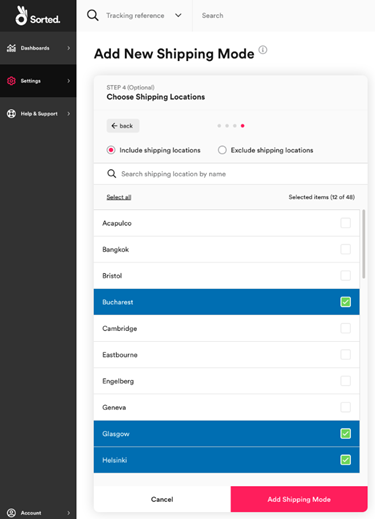 Sorted.
Tracking reference
Search
Dashboards
Settings
Help & Support
Account
Add New Shipping Mode
STEP 4 (Optional)
Choose Shipping Locations
back
Include shipping locations
Exclude shipping locations
Search shipping location by name
Select all
Selected items (12 of 48)
Acapulco
Bangkok
Bristol
Bucharest
Cambridge
Eastbourne
Engelberg
Geneva
Glasgow
Helsinki
Cancel
Add Shipping Mode